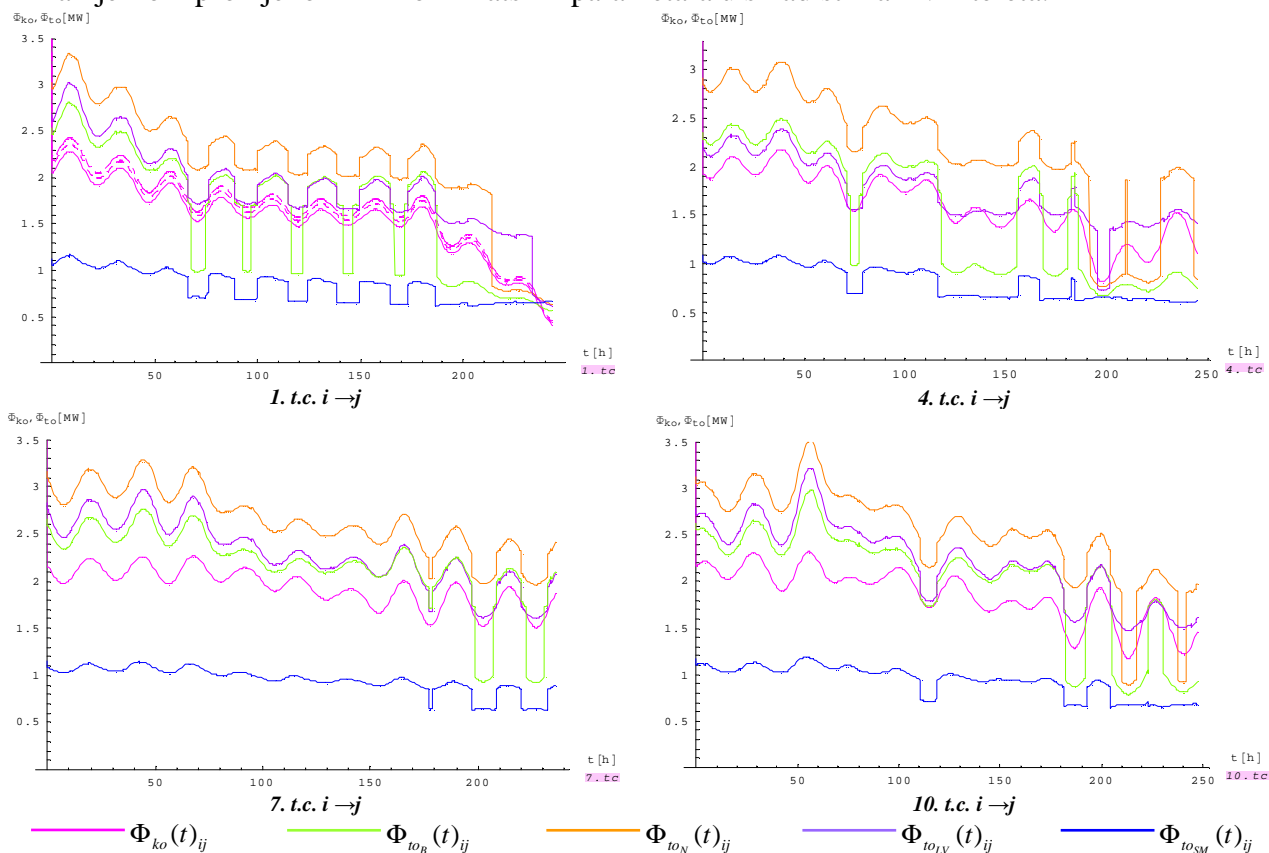 Φko,Φto[MW]
3.5
3
2.5
2
1.5
1
0.5
50 100 150 200
t[h]
1.tc
1. t.c. i →j
Φko,Φto[MW]
3
2.5
2
1.5
1
0.5
50 100 150 200 250
t[h]
4.tc
4. t.c. i →j
Φko,Φto[MW]
3.5
3
2.5
2
1.5
1
0.5
50 100 150 200
t[h]
7.tc
7. t.c. i →j
Φko,Φto[MW]
3.5
3
2.5
2
1.5
1
0.5
50 100 150 200 250
t[h]
10.tc
10. t.c. i →j
Φko(t)ij ΦtoB(t)ij ΦtoN(t)ij ΦtoLV(t)ij ΦtoSM(t)ij